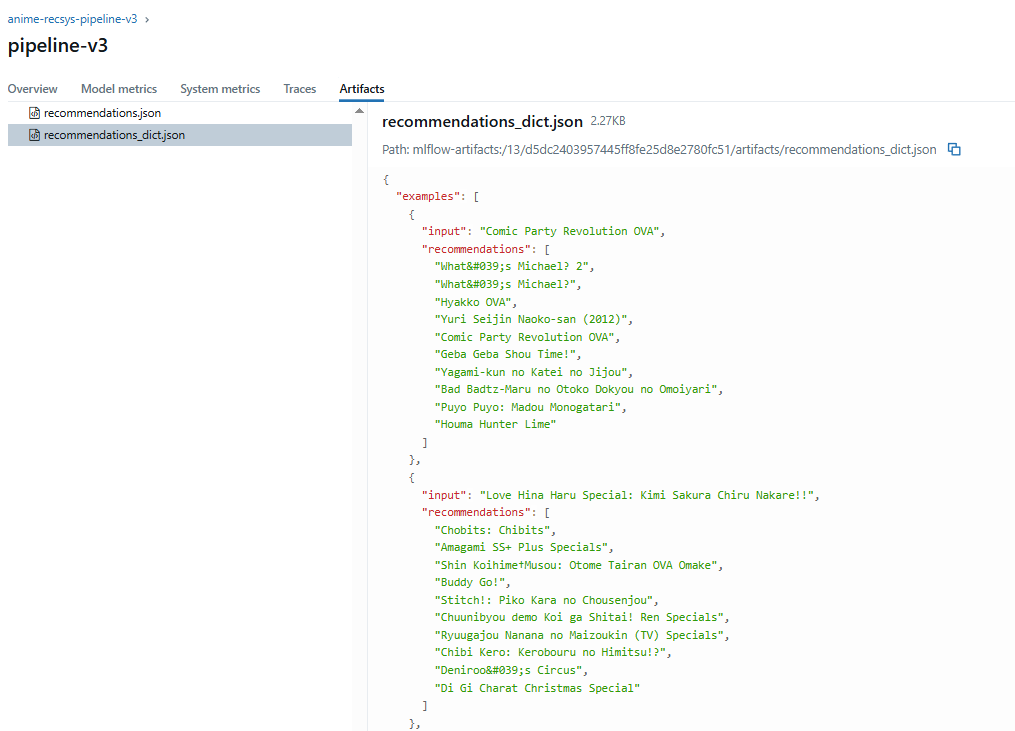 anime-recsys-pipeline-v3 ›
pipeline-v3
Overview Model metrics System metrics Traces Artifacts
recommendations.json
recommendations_dict.json
recommendations_dict.json 2.27KB
Path: mlflow-artifacts:/13/d5dc2403957445ff8fe25d8e2780fc51/artifacts/recommendations_dict.json
{
"examples": [
{
"input": "Comic Party Revolution OVA",
"recommendations": [
"What&#039;s Michael? 2",
"What&#039;s Michael?",
"Hyakko OVA",
"Yuri Seijin Naoko-san (2012)",
"Comic Party Revolution OVA",
"Geba Geba Shou Time!",
"Yagami-kun no Katei no Jijou",
"Bad Badtz-Maru no Otoko Dokyou no Omoiyari",
"Puyo Puyo: Madou Monogatari",
"Houma Hunter Lime"
]
},
{
"input": "Love Hina Haru Special: Kimi Sakura Chiru Nakare!!",
"recommendations": [
"Chobits: Chibits",
"Amagami SS+ Plus Specials",
"Shin Koihime†Musou: Otome Tairan OVA Omake",
"Buddy Go!",
"Stitch!: Piko Kara no Chousenjou",
"Chuunibyou demo Koi ga Shitai! Ren Specials",
"Ryuugajou Nanana no Maizoukin (TV) Specials",
"Chibi Kero: Kerobouru no Himitsu!?",
"Deniroo&#039;s Circus",
"Di Gi Charat Christmas Special"
]
},